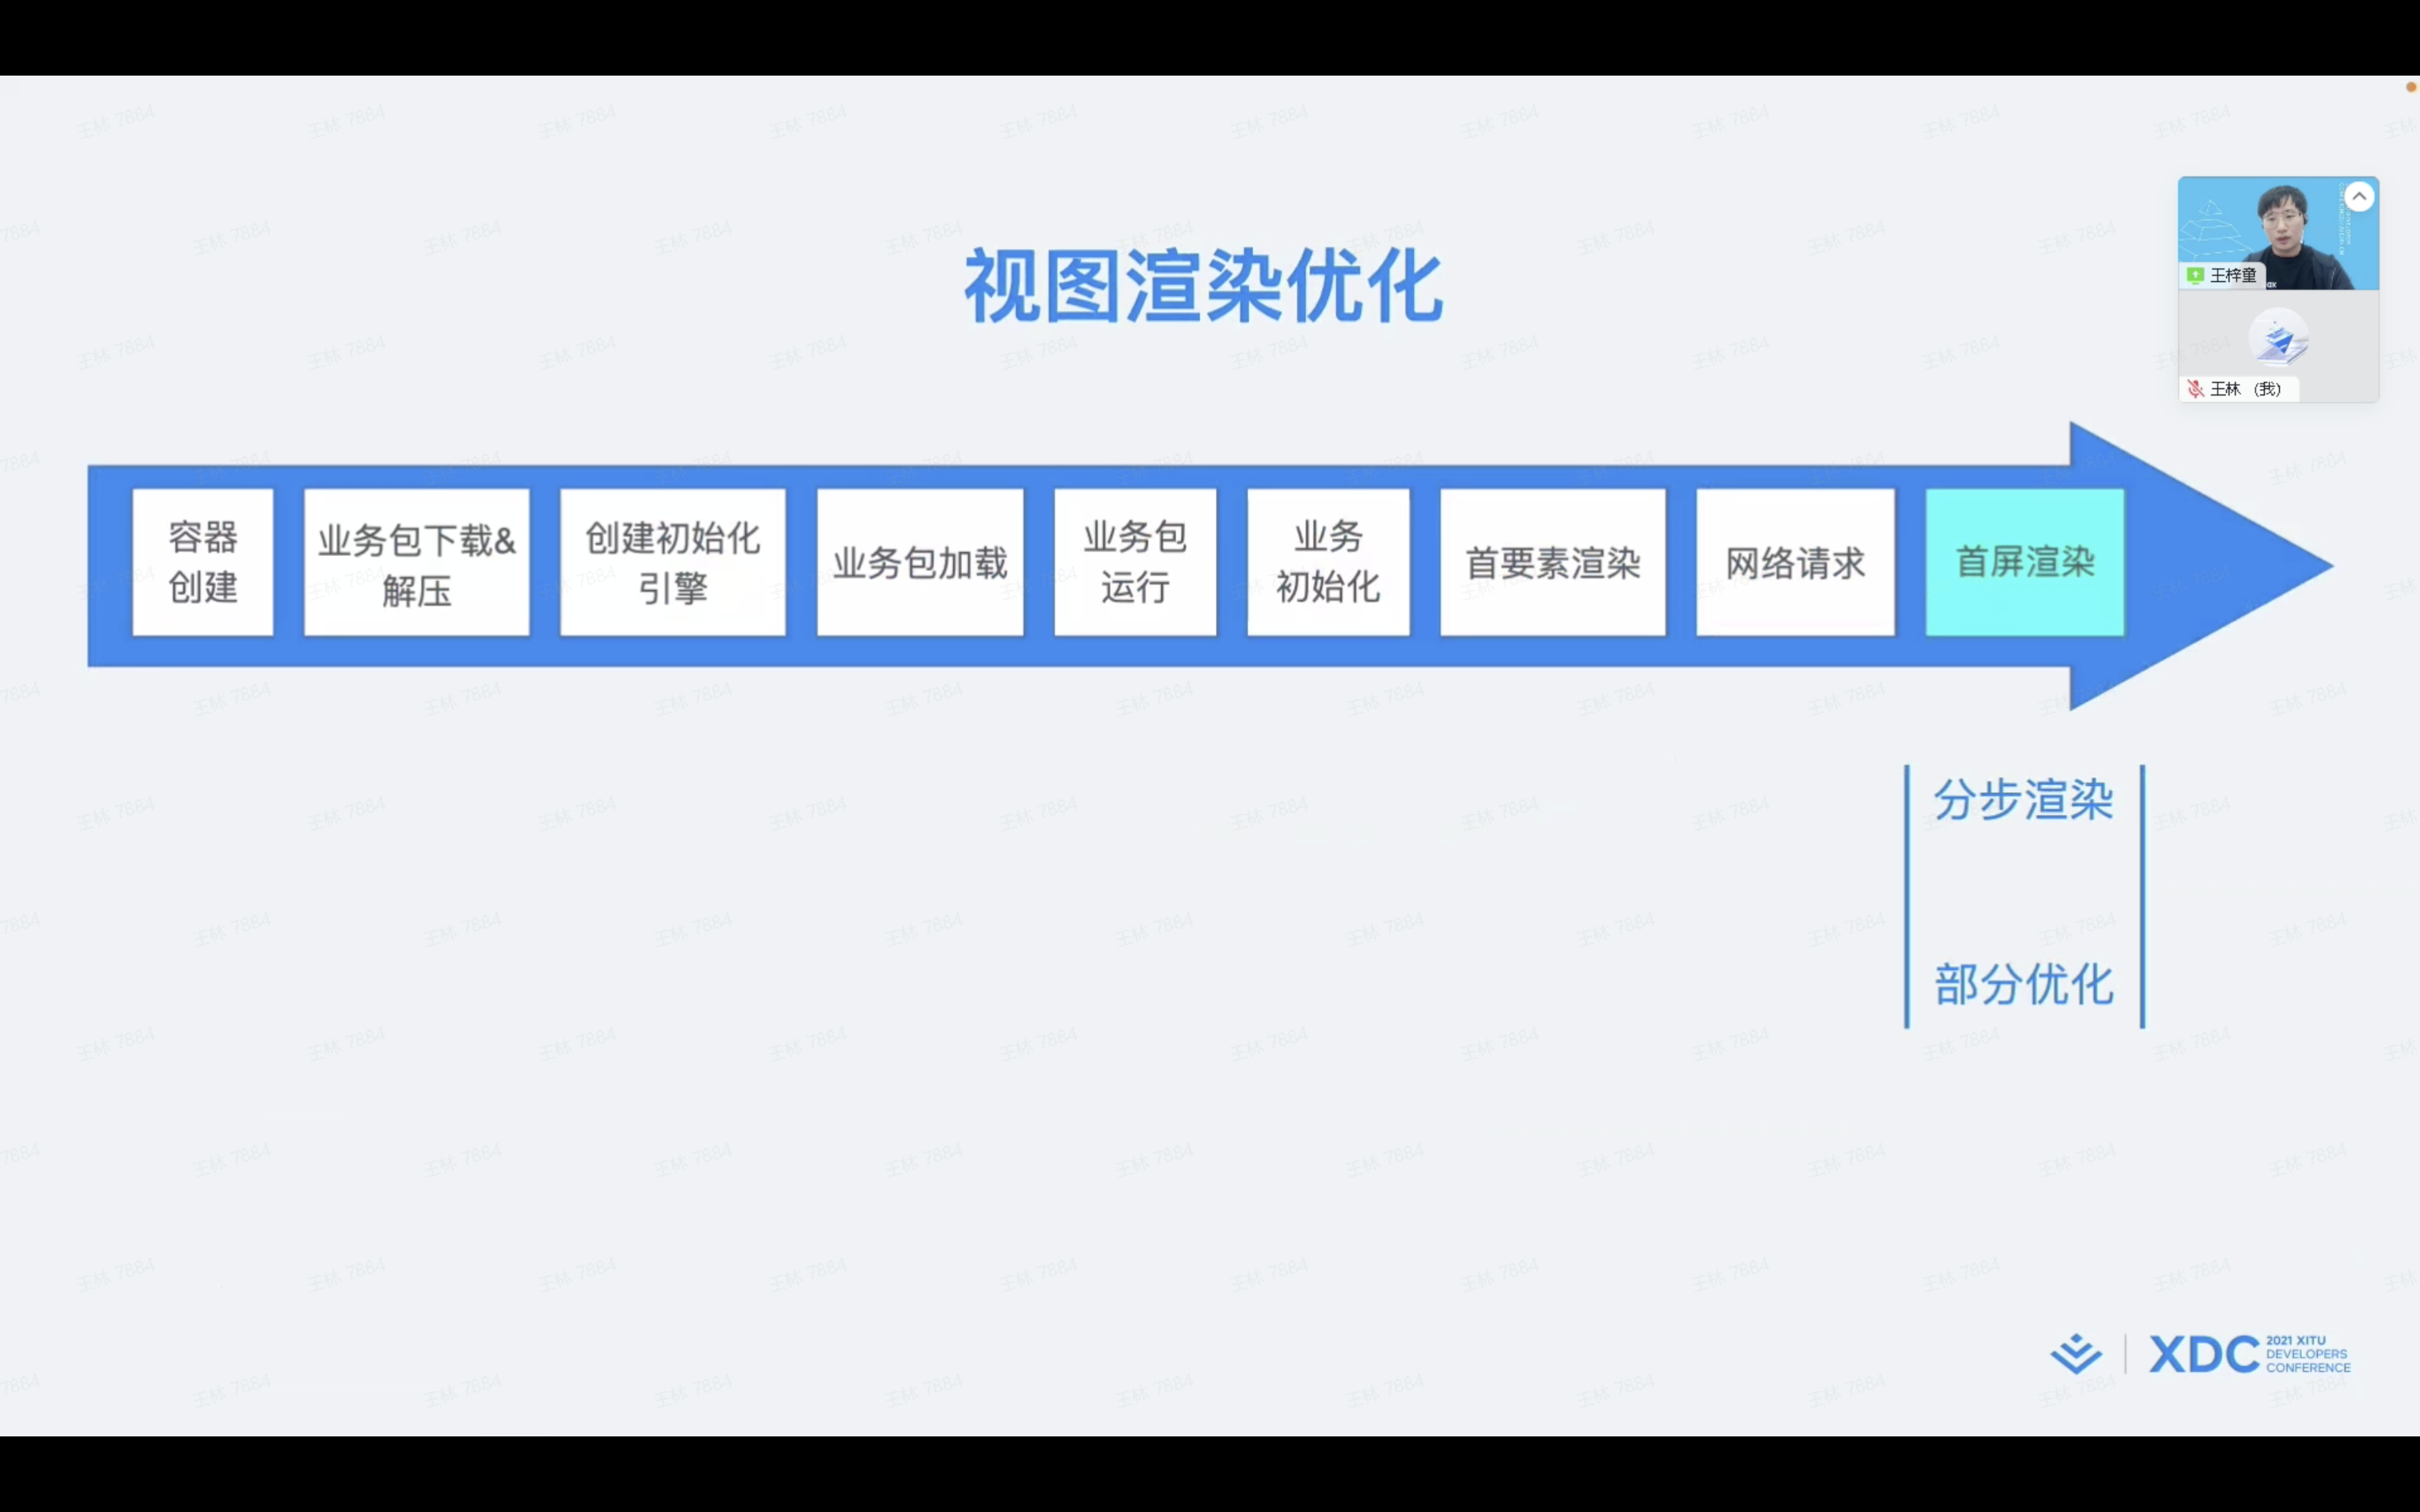 视图渲染优化
王梓童
王林 （我）
容器
创建
业务包下载&
解压
创建初始化
引擎
业务包加载
业务包
运行
业务
初始化
首要素渲染
网络请求
首屏渲染
分步渲染
部分优化
XDC
2021 XITU
DEVELOPERS
CONFERENCE
王林 7884